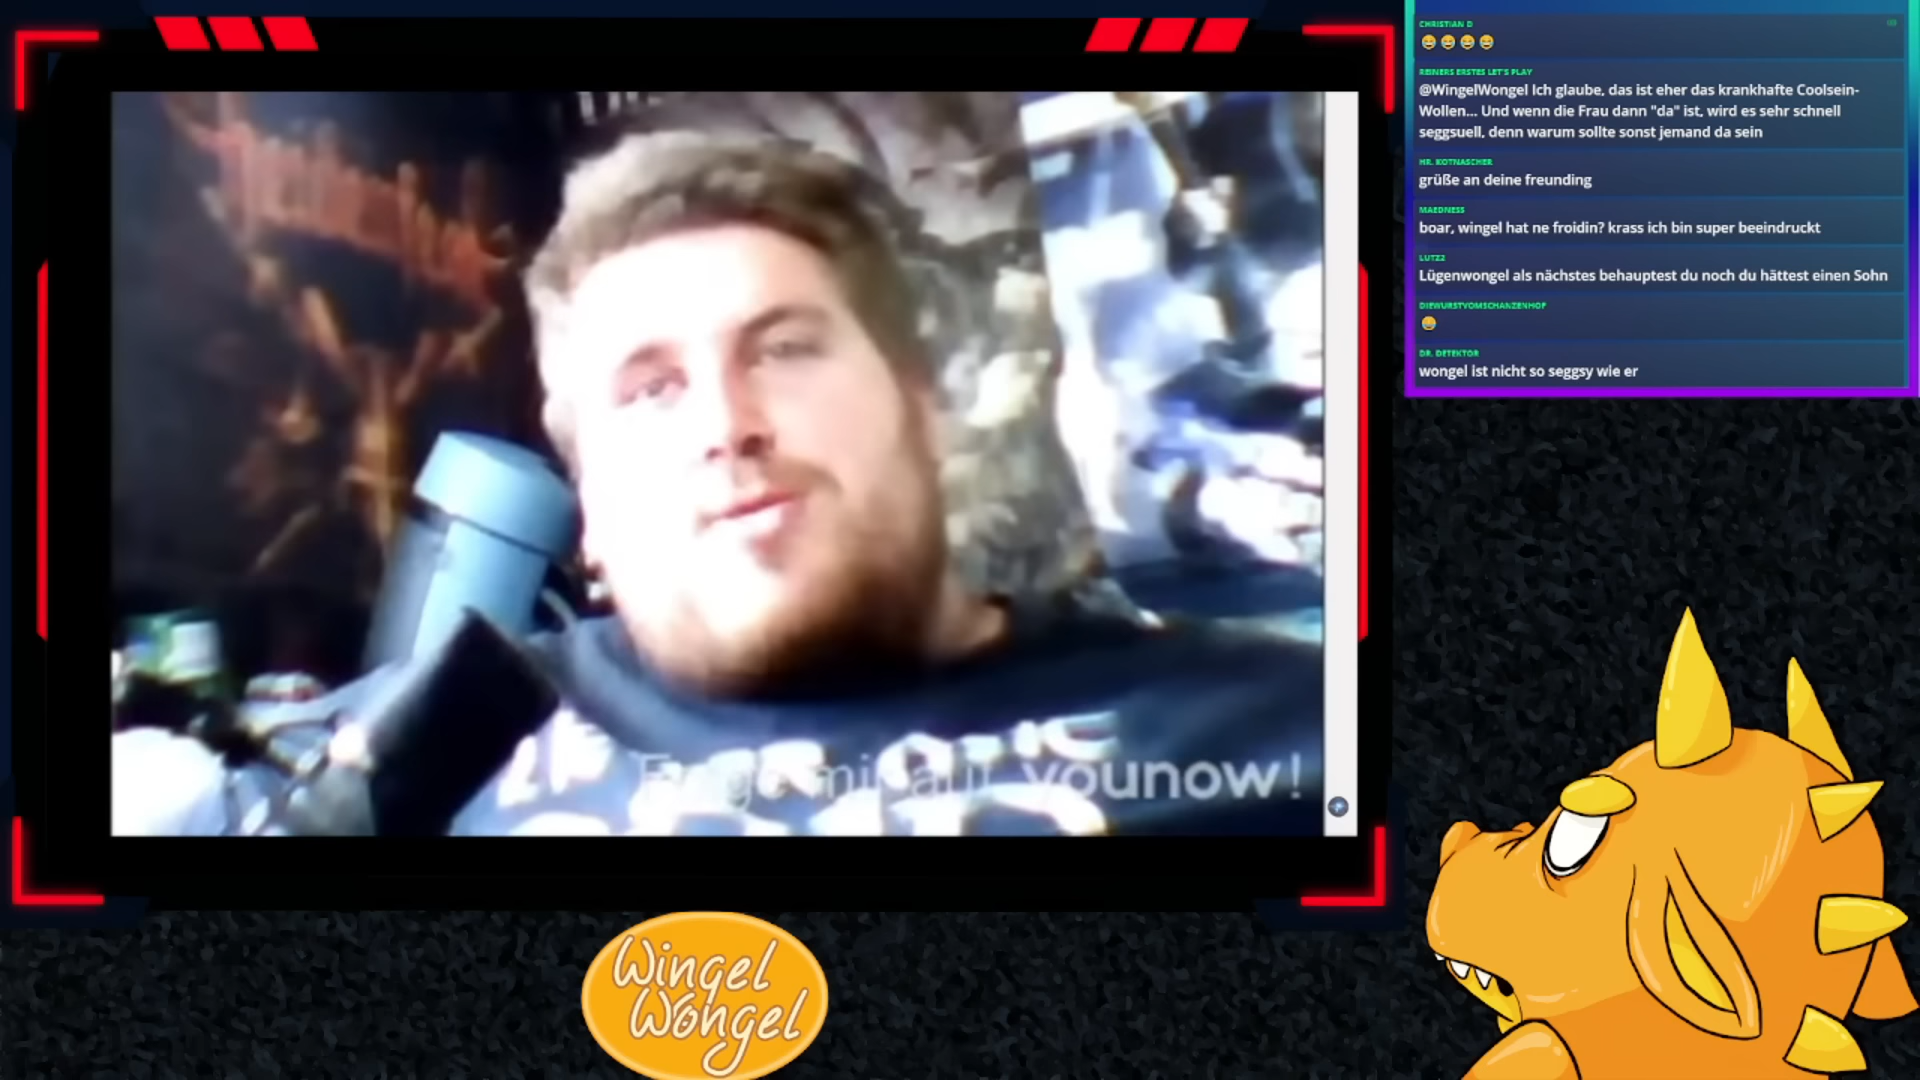 CHRISTIAN D
REINERS ERSTES LET'S PLAY
@WingelWongel Ich glaube, das ist eher das krankhafte Coolsein-
Wollen... Und wenn die Frau dann "da" ist, wird es sehr schnell
seggsuell, denn warum sollte sonst jemand da sein
HR. KOTNASCHER
grüße an deine freunding
MAEDNESS
boar, wingel hat ne froidin? krass ich bin super beeindruckt
LUTZ2
Lügenwongel als nächstes behauptest du noch du hättest einen Sohn
DIEWURSTVOMSCHANZENHOF
DR. DETEKTOR
wongel ist nicht so seggsy wie er
younow!
Wingel
Wongel